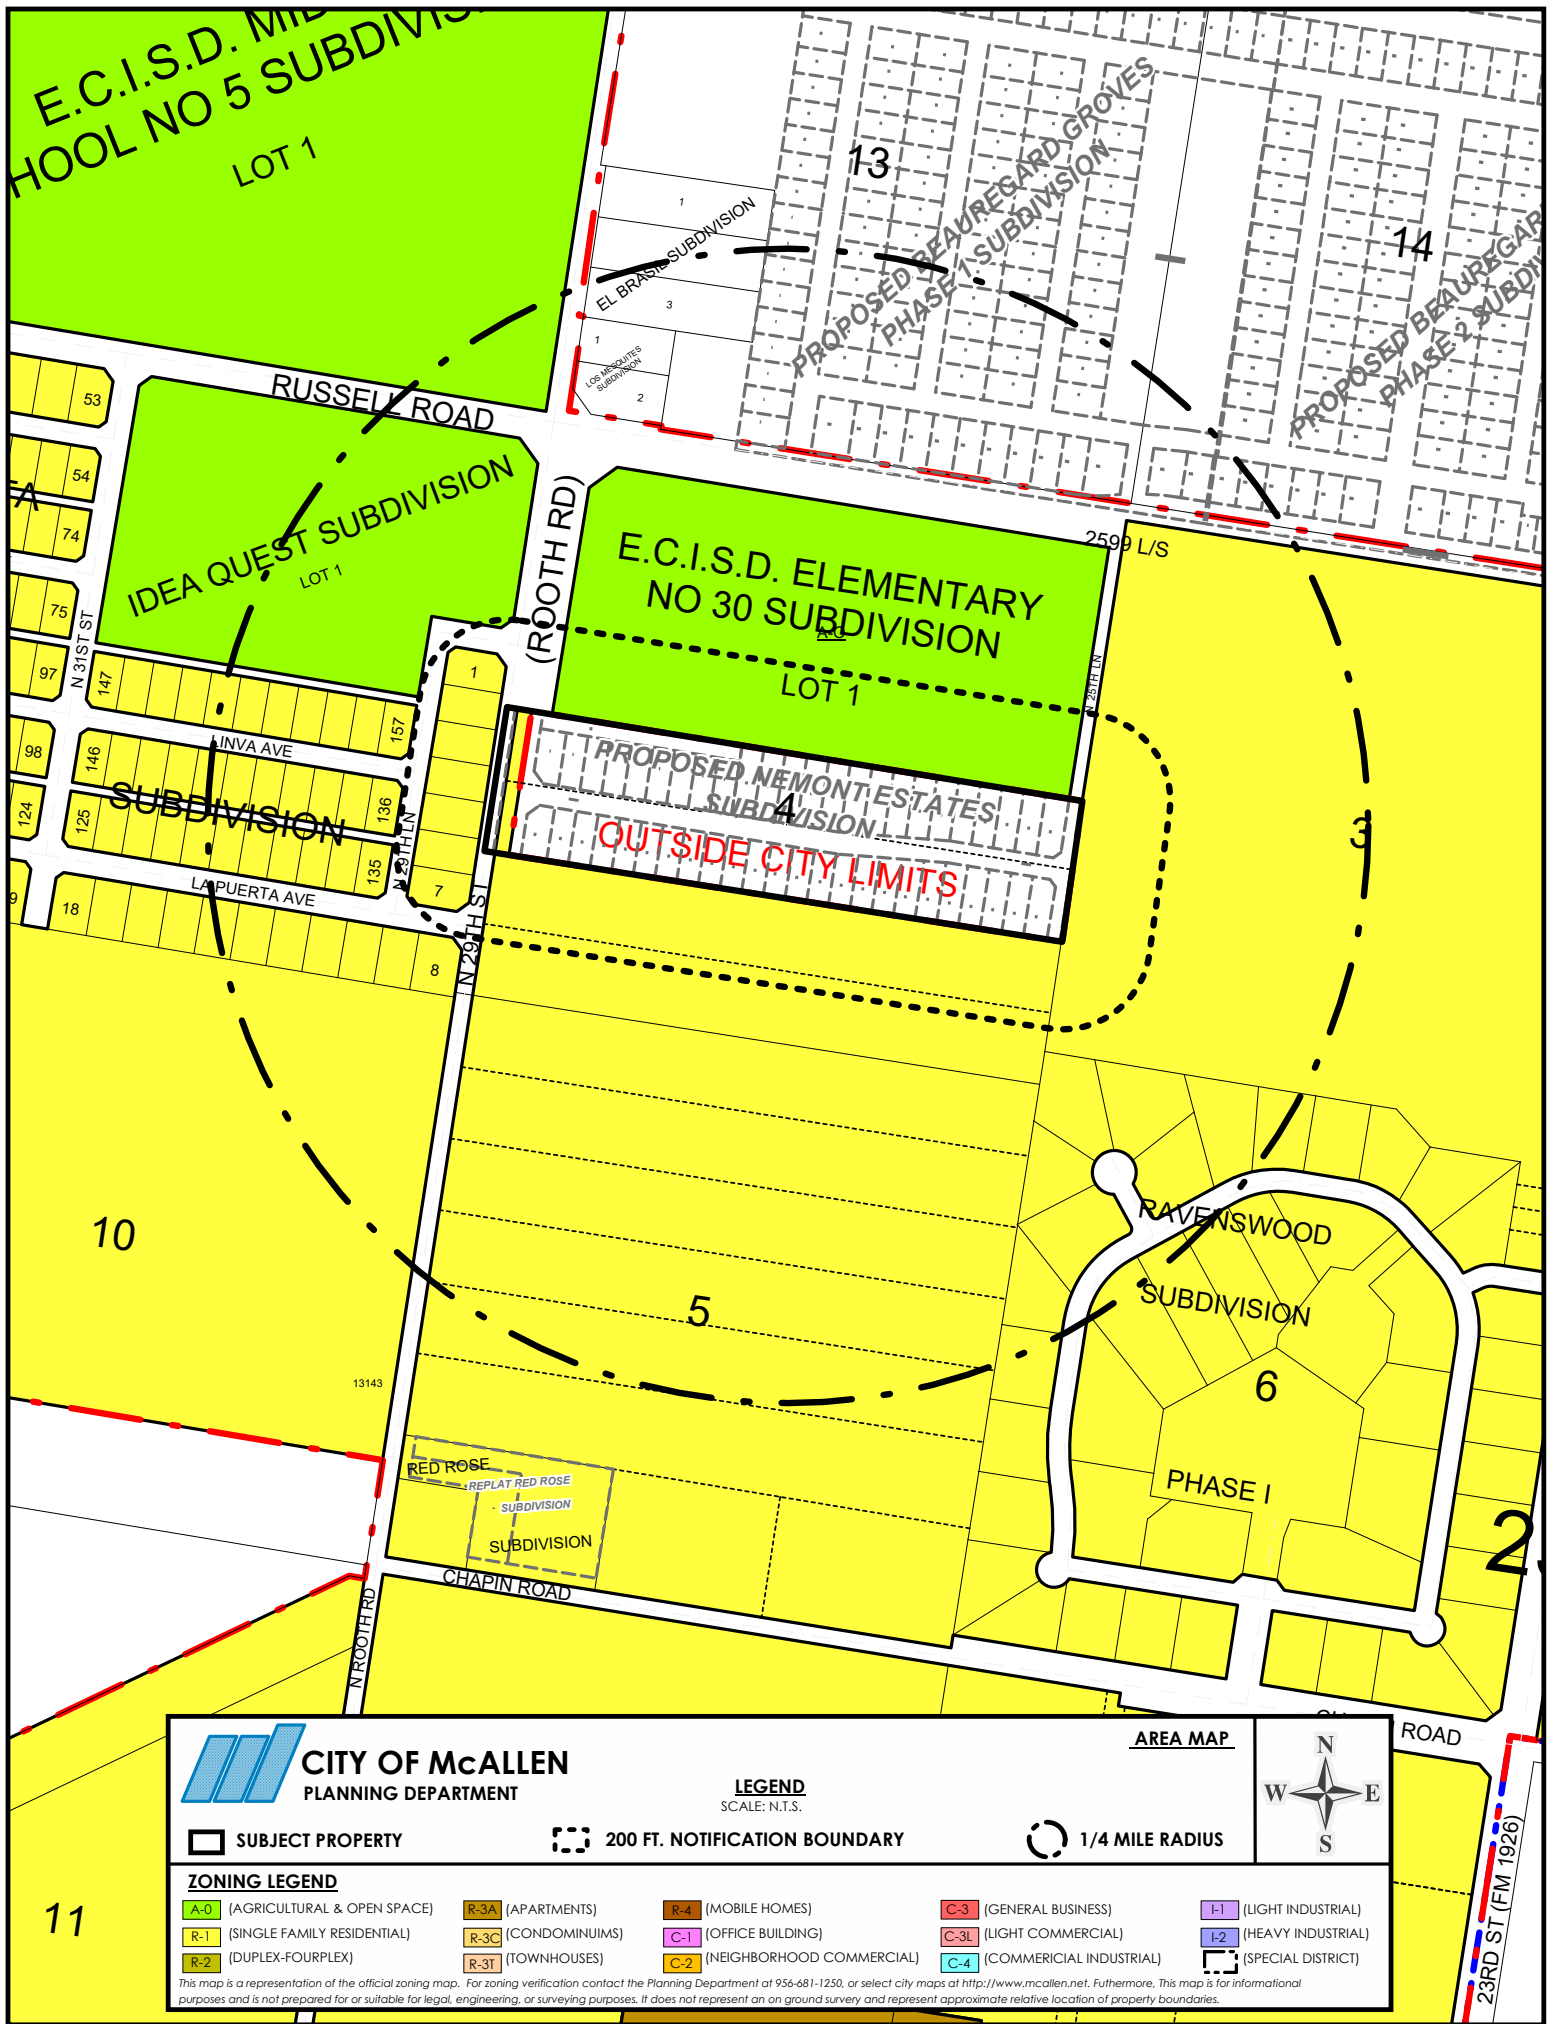 E.C.I.S.D.
HOOL NO 5
LOT 1
13
14
PROPOSED BEAUREGARD GROVES
PHASE 1 SUBDIVISION
PROPOSED
PHASE 2
1
EL BRASIL SUBDIVISION
3
1
LOS MESQUITES
SUBDIVISION
2
RUSSELL ROAD
53
54
74
75
97
98
124
IDEA QUEST SUBDIVISION
LOT 1
(ROOTH RD)
E.C.I.S.D. ELEMENTARY
NO 30 SUBDIVISION
A-O
LOT 1
2599 L/S
N 25TH LN
N 31ST ST
147
157
LINVA AVE
146
136
SUBDIVISION
125
135
N 29TH LN
LA PUERTA AVE
18
8
1
7
N 29TH ST
PROPOSED NEMONT ESTATES
SUBDIVISION
4
OUTSIDE CITY LIMITS
3
10
5
RAVENSWOOD
SUBDIVISION
6
PHASE I
13143
RED ROSE
REPLAT RED ROSE
SUBDIVISION
SUBDIVISION
CHAPIN ROAD
N ROOTH RD
ROAD
23RD ST (FM 1926)
11
CITY OF McALLEN
PLANNING DEPARTMENT
AREA MAP
LEGEND
SCALE: N.T.S.
N
W E
S
SUBJECT PROPERTY 200 FT. NOTIFICATION BOUNDARY 1/4 MILE RADIUS
ZONING LEGEND
A-0 (AGRICULTURAL & OPEN SPACE) R-3A (APARTMENTS) R-4 (MOBILE HOMES) C-3 (GENERAL BUSINESS) I-1 (LIGHT INDUSTRIAL)
R-1 (SINGLE FAMILY RESIDENTIAL) R-3C (CONDOMINUIMS) C-1 (OFFICE BUILDING) C-3L (LIGHT COMMERCIAL) I-2 (HEAVY INDUSTRIAL)
R-2 (DUPLEX-FOURPLEX) R-3T (TOWNHOUSES) C-2 (NEIGHBORHOOD COMMERCIAL) C-4 (COMMERICIAL INDUSTRIAL) (SPECIAL DISTRICT)
This map is a representation of the official zoning map. For zoning verification contact the Planning Department at 956-681-1250, or select city maps at http://www.mcallen.net. Futhermore, This map is for informational
purposes and is not prepared for or suitable for legal, engineering, or surveying purposes. It does not represent an on ground survey and represent approximate relative location of property boundaries.